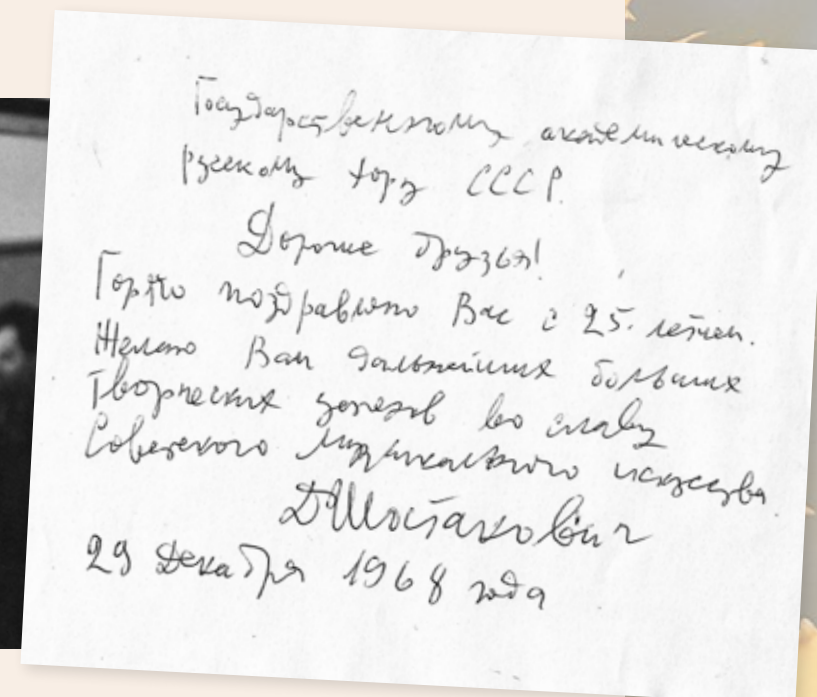 Государственному академическому
русскому хору СССР.
Дорогие друзья!
Горячо поздравляю Вас с 25-летием.
Желаю Вам дальнейших больших
творческих успехов во славу
Советского музыкального искусства
ДШостакович
29 декабря 1968 года